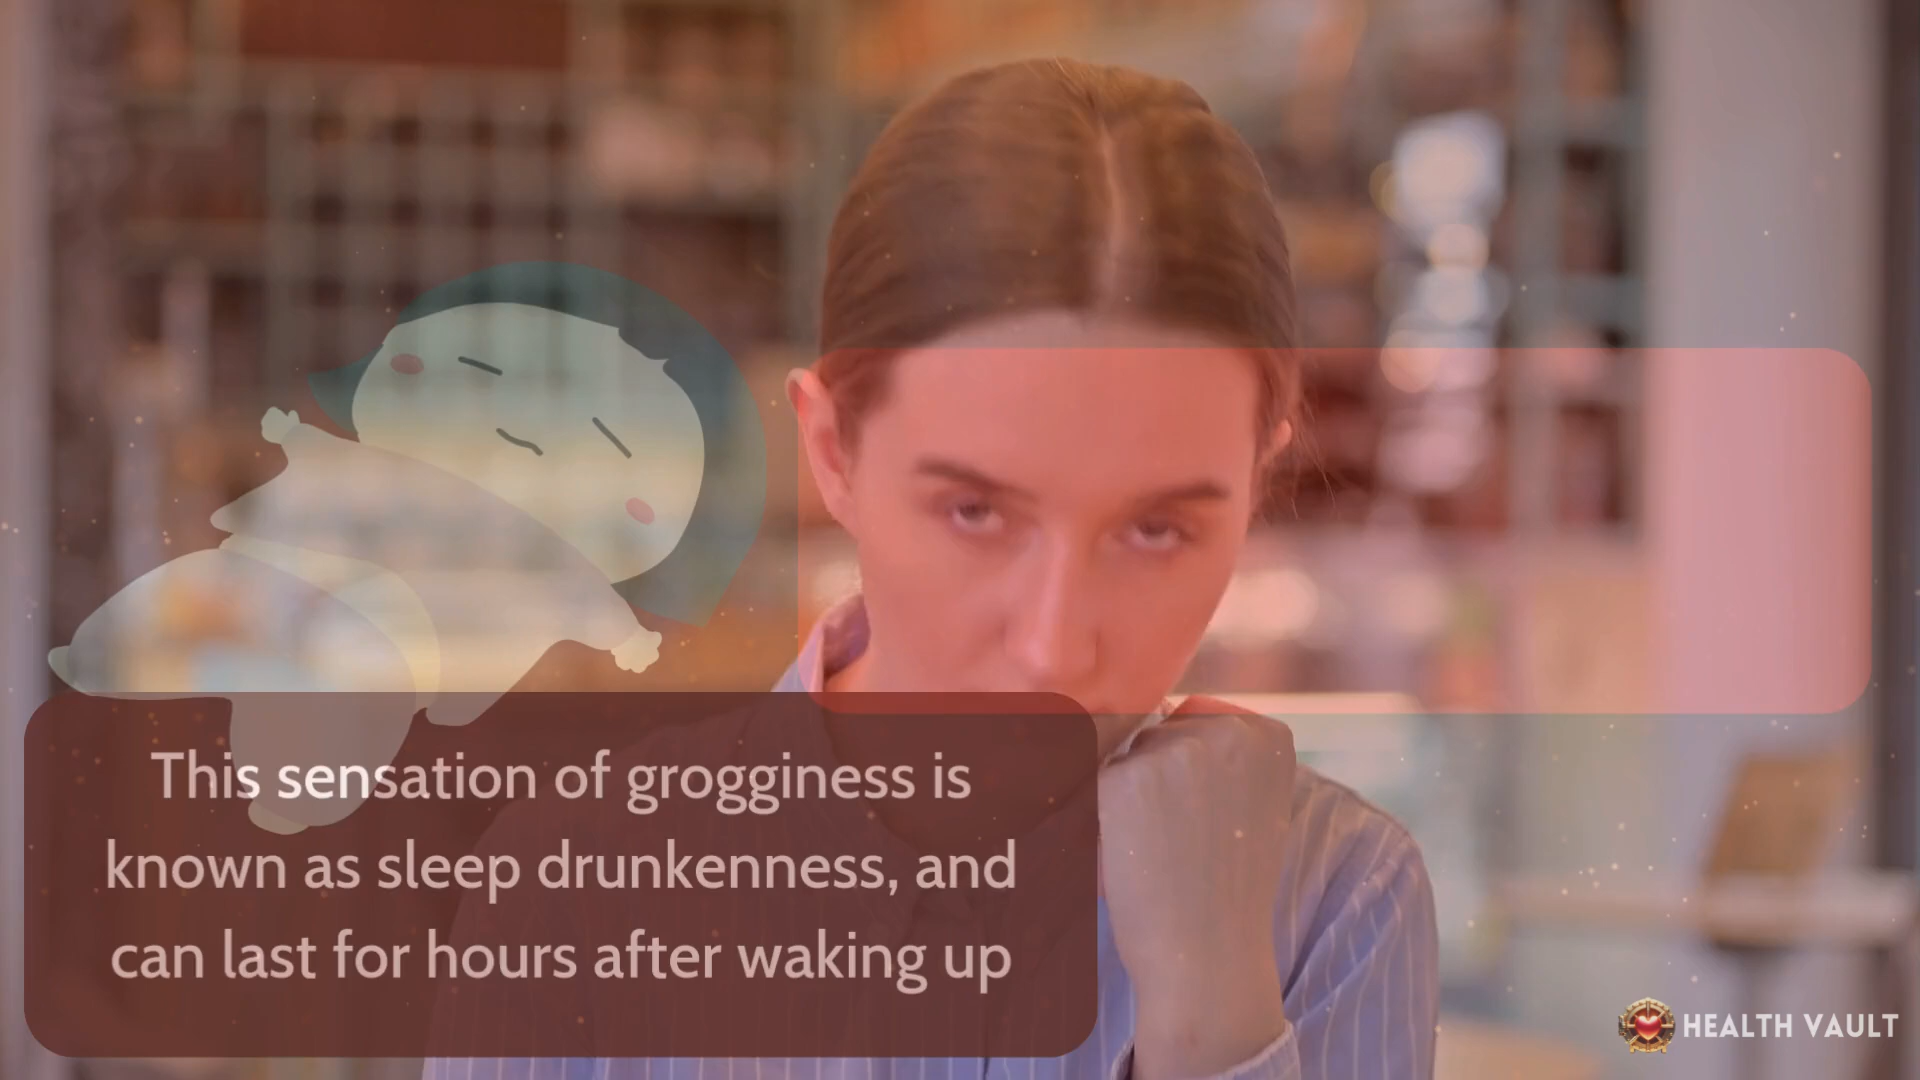 This sensation of grogginess is
known as sleep drunkenness, and
can last for hours after waking up
HEALTH VAULT